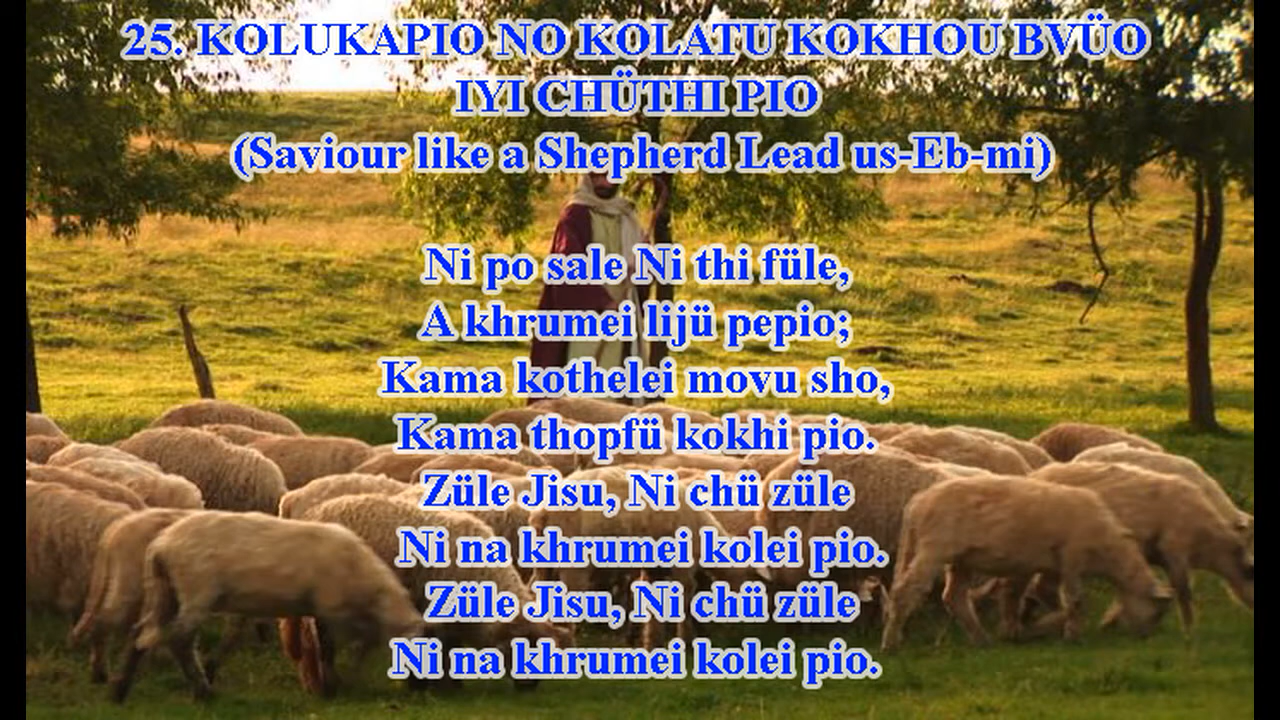 25. KOLUKAPIO NO KOLATU KOKHOU BVÜO
IYI CHÜTHI PIO
(Saviour like a Shepherd Lead us-Eb-mi)
Ni po sale Ni thi füle,
A khrumei lijü pepio;
Kama kothelei movu sho,
Kama thopfü kokhi pio.
Züle Jisu, Ni chü züle
Ni na khrumei kolei pio.
Züle Jisu, Ni chü züle
Ni na khrumei kolei pio.